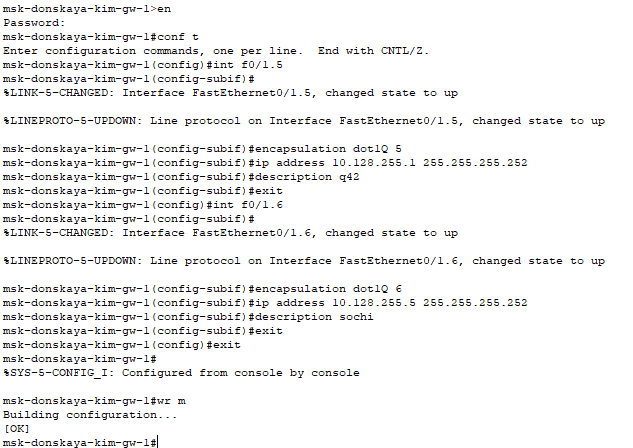 msk-donskaya-kim-gw-1>en
Password:
msk-donskaya-kim-gw-1#conf t
Enter configuration commands, one per line.  End with CNTL/Z.
msk-donskaya-kim-gw-1(config)#int f0/1.5
msk-donskaya-kim-gw-1(config-subif)#
%LINK-5-CHANGED: Interface FastEthernet0/1.5, changed state to up
%LINEPROTO-5-UPDOWN: Line protocol on Interface FastEthernet0/1.5, changed state to up
msk-donskaya-kim-gw-1(config-subif)#encapsulation dot1Q 5
msk-donskaya-kim-gw-1(config-subif)#ip address 10.128.255.1 255.255.255.252
msk-donskaya-kim-gw-1(config-subif)#description q42
msk-donskaya-kim-gw-1(config-subif)#exit
msk-donskaya-kim-gw-1(config)#int f0/1.6
msk-donskaya-kim-gw-1(config-subif)#
%LINK-5-CHANGED: Interface FastEthernet0/1.6, changed state to up
%LINEPROTO-5-UPDOWN: Line protocol on Interface FastEthernet0/1.6, changed state to up
msk-donskaya-kim-gw-1(config-subif)#encapsulation dot1Q 6
msk-donskaya-kim-gw-1(config-subif)#ip address 10.128.255.5 255.255.255.252
msk-donskaya-kim-gw-1(config-subif)#description sochi
msk-donskaya-kim-gw-1(config-subif)#exit
msk-donskaya-kim-gw-1(config)#exit
msk-donskaya-kim-gw-1#
%SYS-5-CONFIG_I: Configured from console by console
msk-donskaya-kim-gw-1#wr m
Building configuration...
[OK]
msk-donskaya-kim-gw-1#